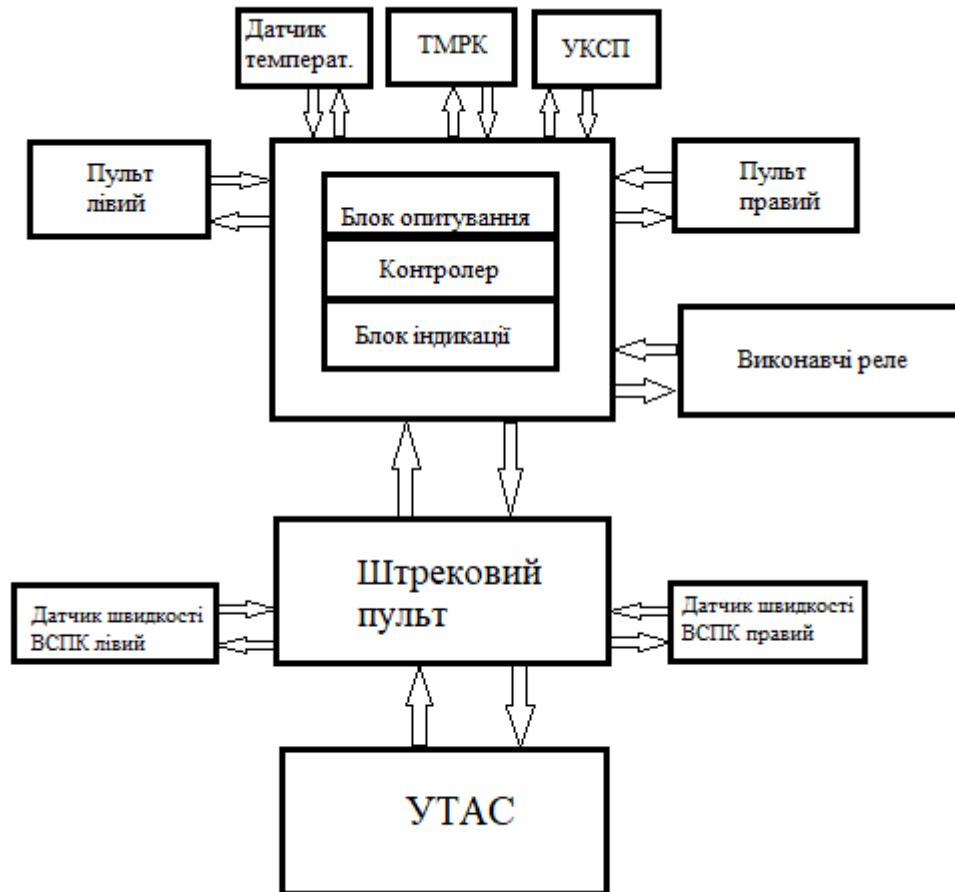 Датчик
температ.
ТМРК
УКСП
Пульт
лівий
Пульт
правий
Блок опитування
Контролер
Блок індикації
Виконавчі реле
Штрековий
пульт
Датчик швидкості
ВСПК лівий
Датчик швидкості
ВСПК правий
УТАС